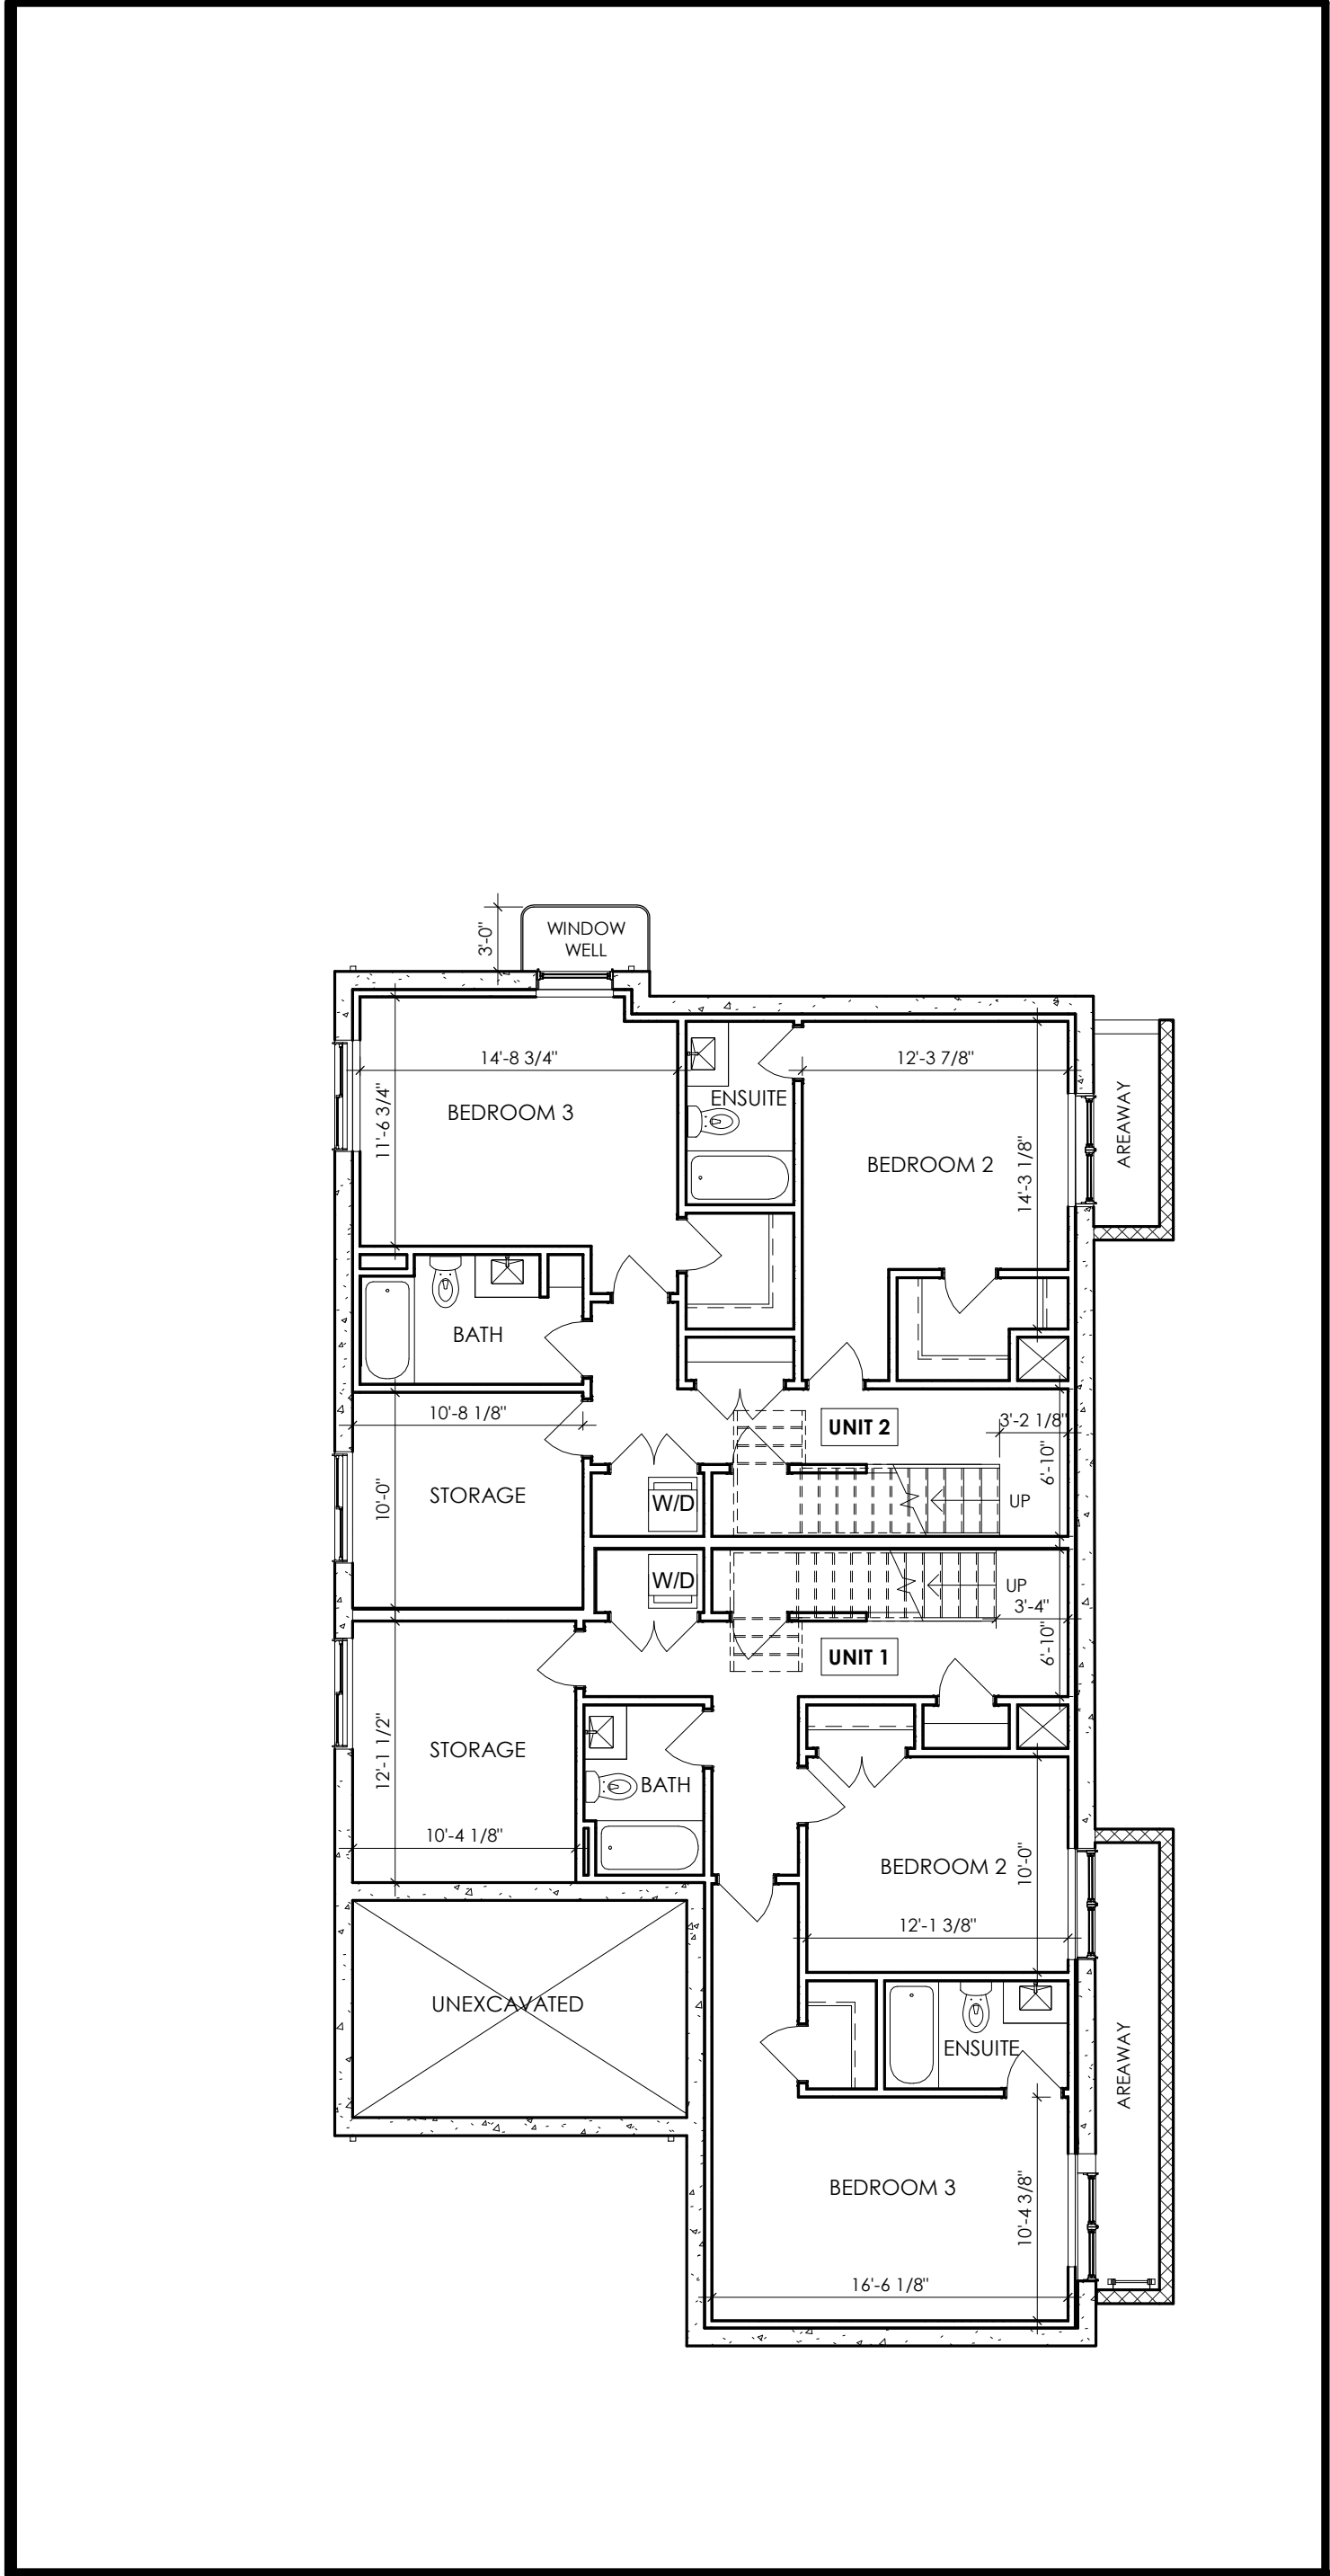 3'-0"
WINDOW
WELL
14'-8 3/4"
12'-3 7/8"
11'-6 3/4"
BEDROOM 3
ENSUITE
AREAWAY
BEDROOM 2
14'-3 1/8"
BATH
10'-8 1/8"
UNIT 2
3'-2 1/8"
6'-10"
10'-0"
STORAGE
W/D
UP
W/D
UP
3'-4"
6'-10"
UNIT 1
STORAGE
12'-1 1/2"
BATH
10'-4 1/8"
BEDROOM 2
10'-0"
12'-1 3/8"
UNEXCAVATED
ENSUITE
AREAWAY
BEDROOM 3
10'-4 3/8"
16'-6 1/8"